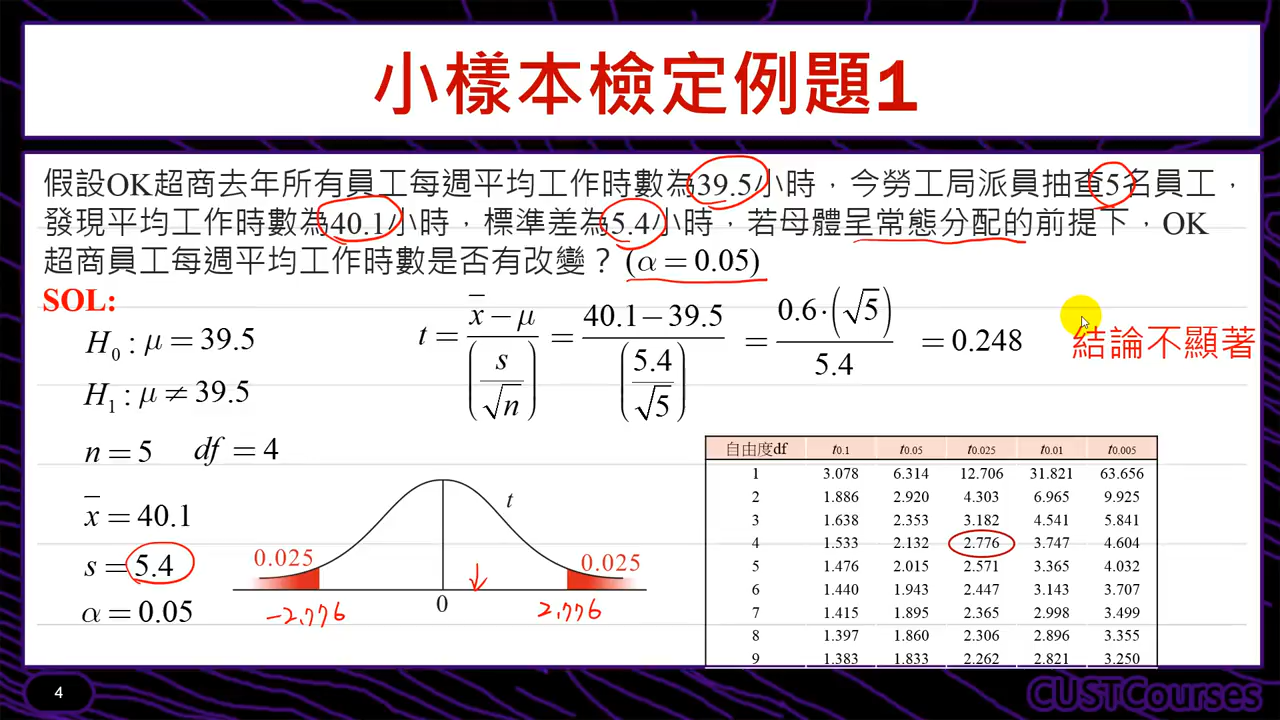 小樣本檢定例題1
假設OK超商去年所有員工每週平均工作時數為39.5小時，今勞工局派員抽查5名員工，
發現平均工作時數為40.1小時，標準差為5.4小時，若母體呈常態分配的前提下，OK
超商員工每週平均工作時數是否有改變？(α = 0.05)
SOL:
H₀ : μ = 39.5
H₁ : μ ≠ 39.5
n = 5 df = 4
x̄ = 40.1
s = 5.4
α = 0.05
t = (x̄ − μ) / (s/√n) = (40.1 − 39.5) / (5.4/√5) = 0.6·(√5) / 5.4 = 0.248
結論不顯著
t
0.025 0.025
-2.776 0 2.776
自由度df t0.1 t0.05 t0.025 t0.01 t0.005
1 3.078 6.314 12.706 31.821 63.656
2 1.886 2.920 4.303 6.965 9.925
3 1.638 2.353 3.182 4.541 5.841
4 1.533 2.132 2.776 3.747 4.604
5 1.476 2.015 2.571 3.365 4.032
6 1.440 1.943 2.447 3.143 3.707
7 1.415 1.895 2.365 2.998 3.499
8 1.397 1.860 2.306 2.896 3.355
9 1.383 1.833 2.262 2.821 3.250
4
CUSTCourses